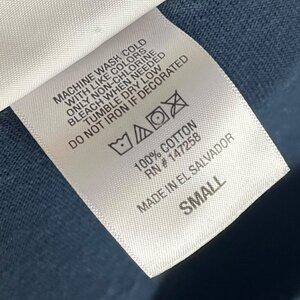 MACHINE WASH COLD
WITH LIKE COLORS
ONLY NON-CHLORINE
BLEACH WHEN NEEDED
TUMBLE DRY LOW
DO NOT IRON IF DECORATED
100% COTTON
RN # 147258
MADE IN EL SALVADOR
SMALL